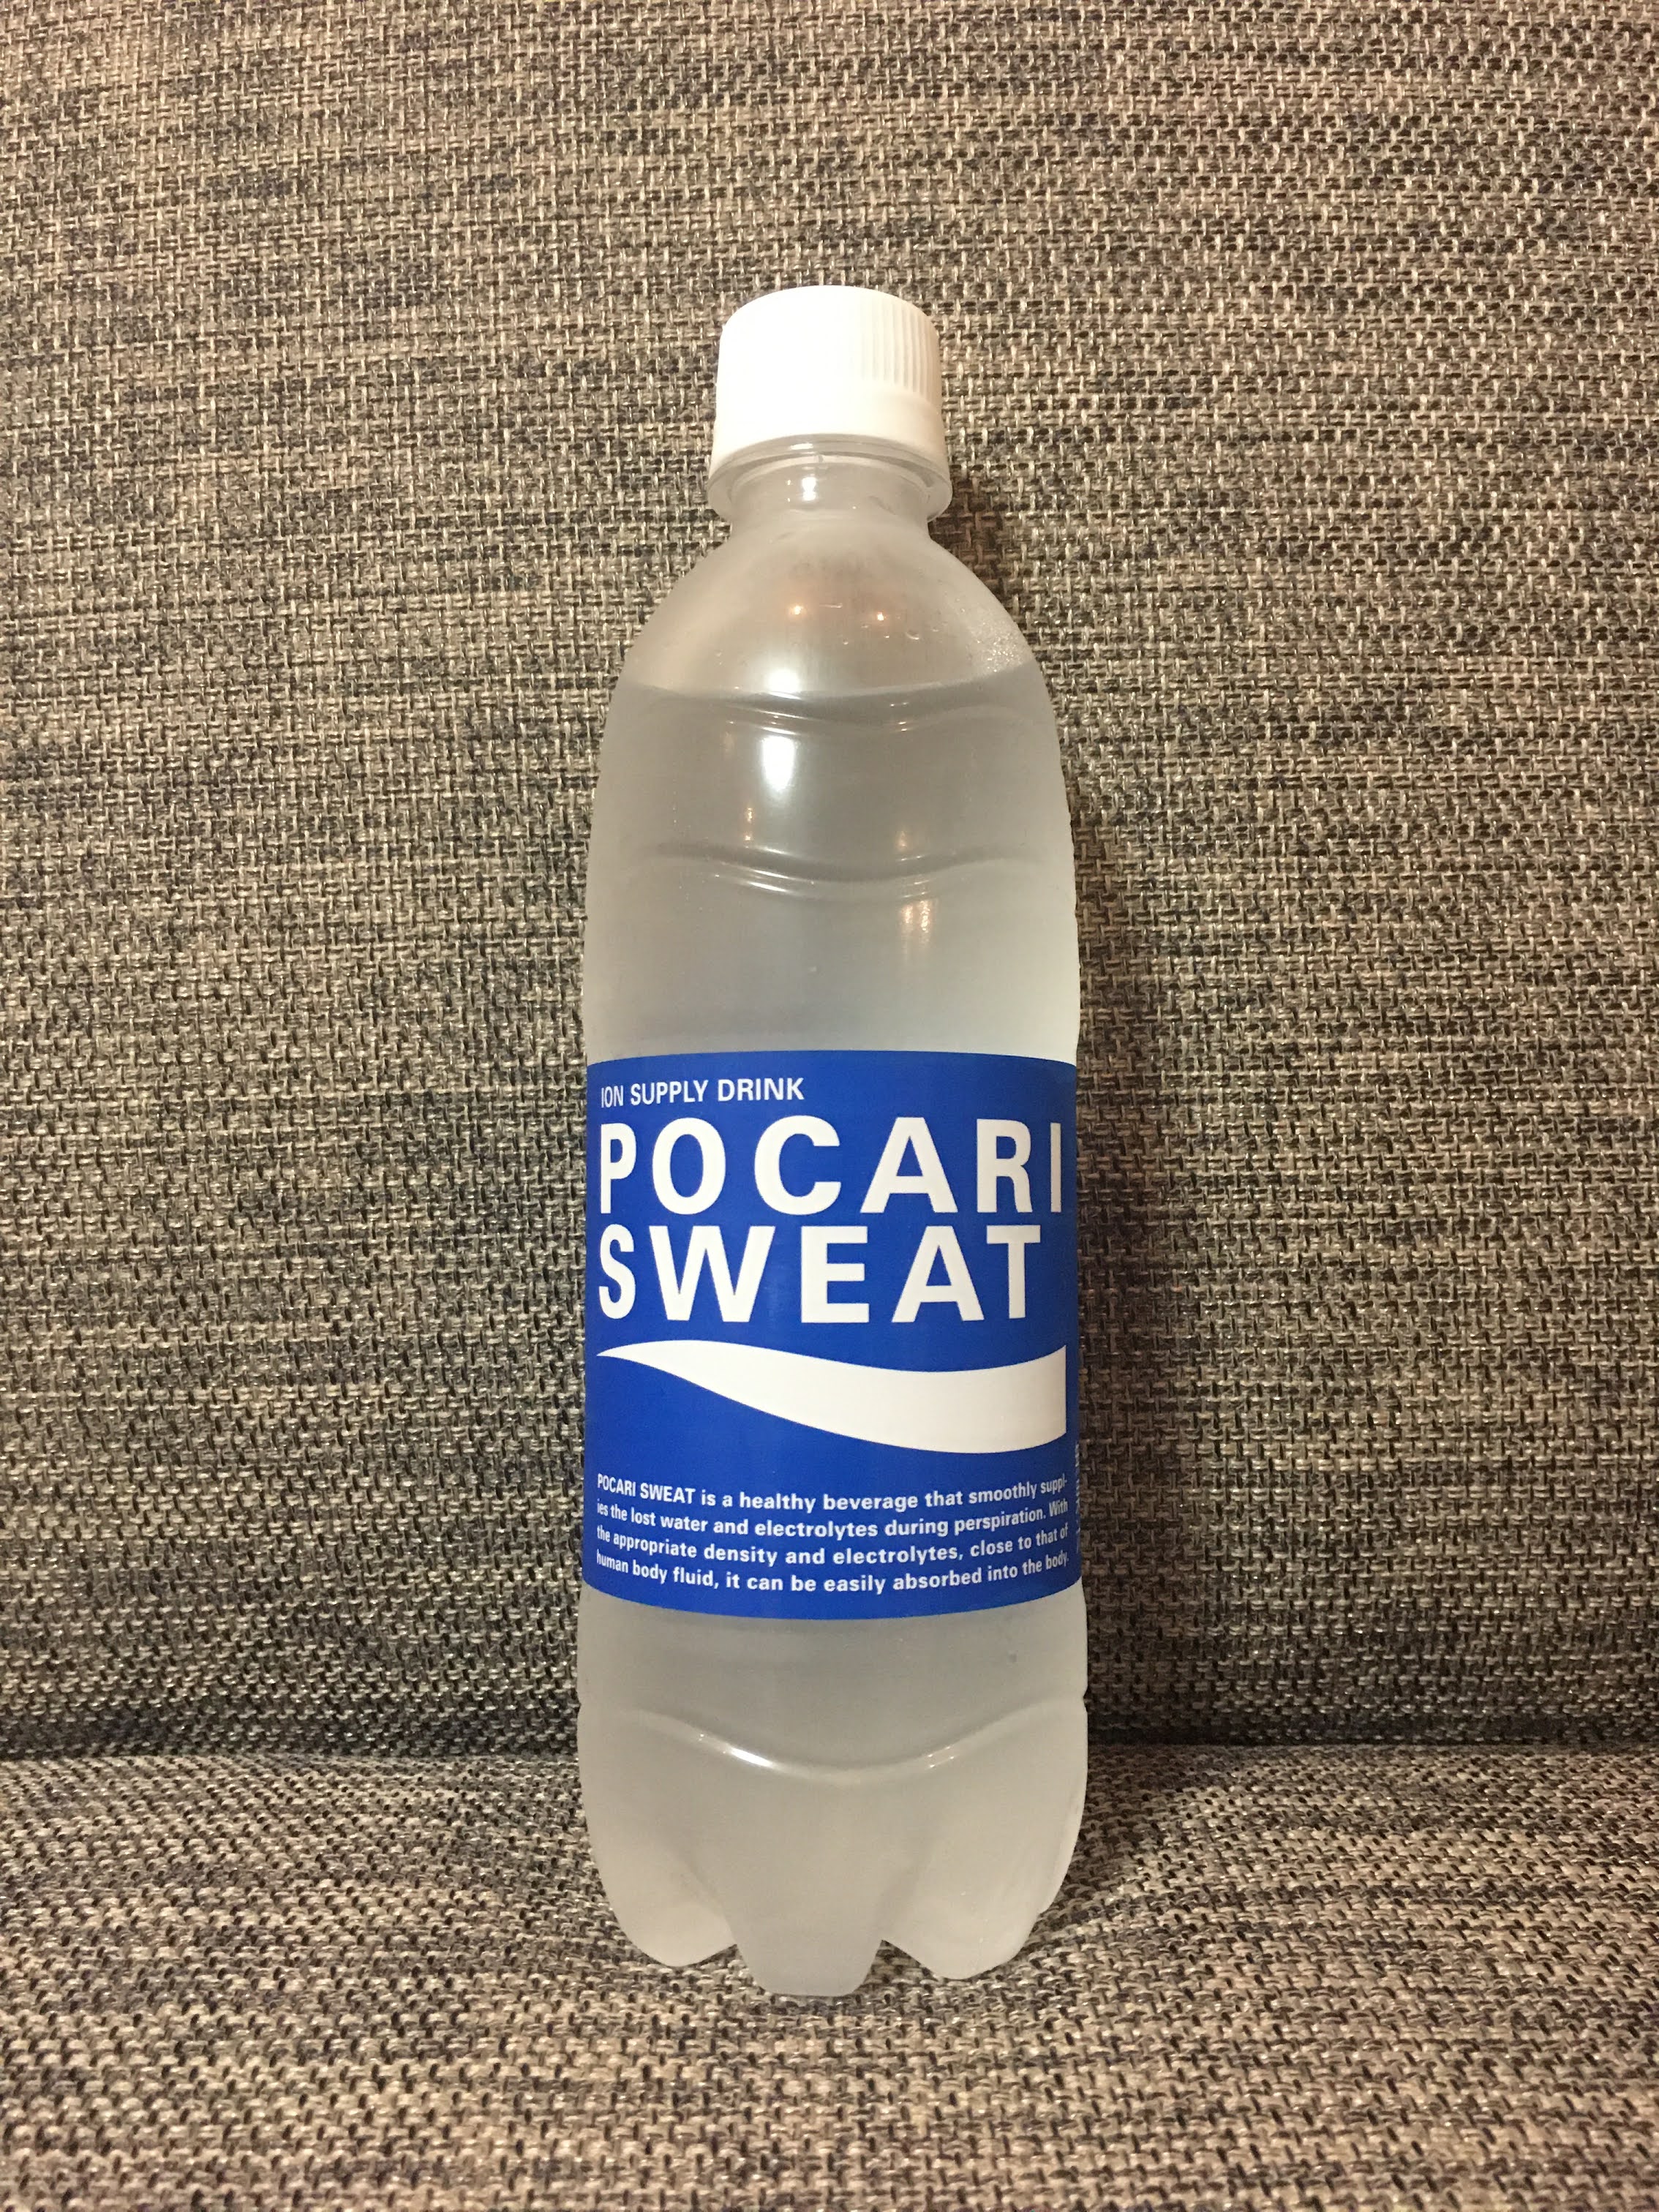 ION SUPPLY DRINK
POCARI
SWEAT
POCARI SWEAT is a healthy beverage that smoothly suppl-
ies the lost water and electrolytes during perspiration. With
the appropriate density and electrolytes, close to that of
human body fluid, it can be easily absorbed into the body.